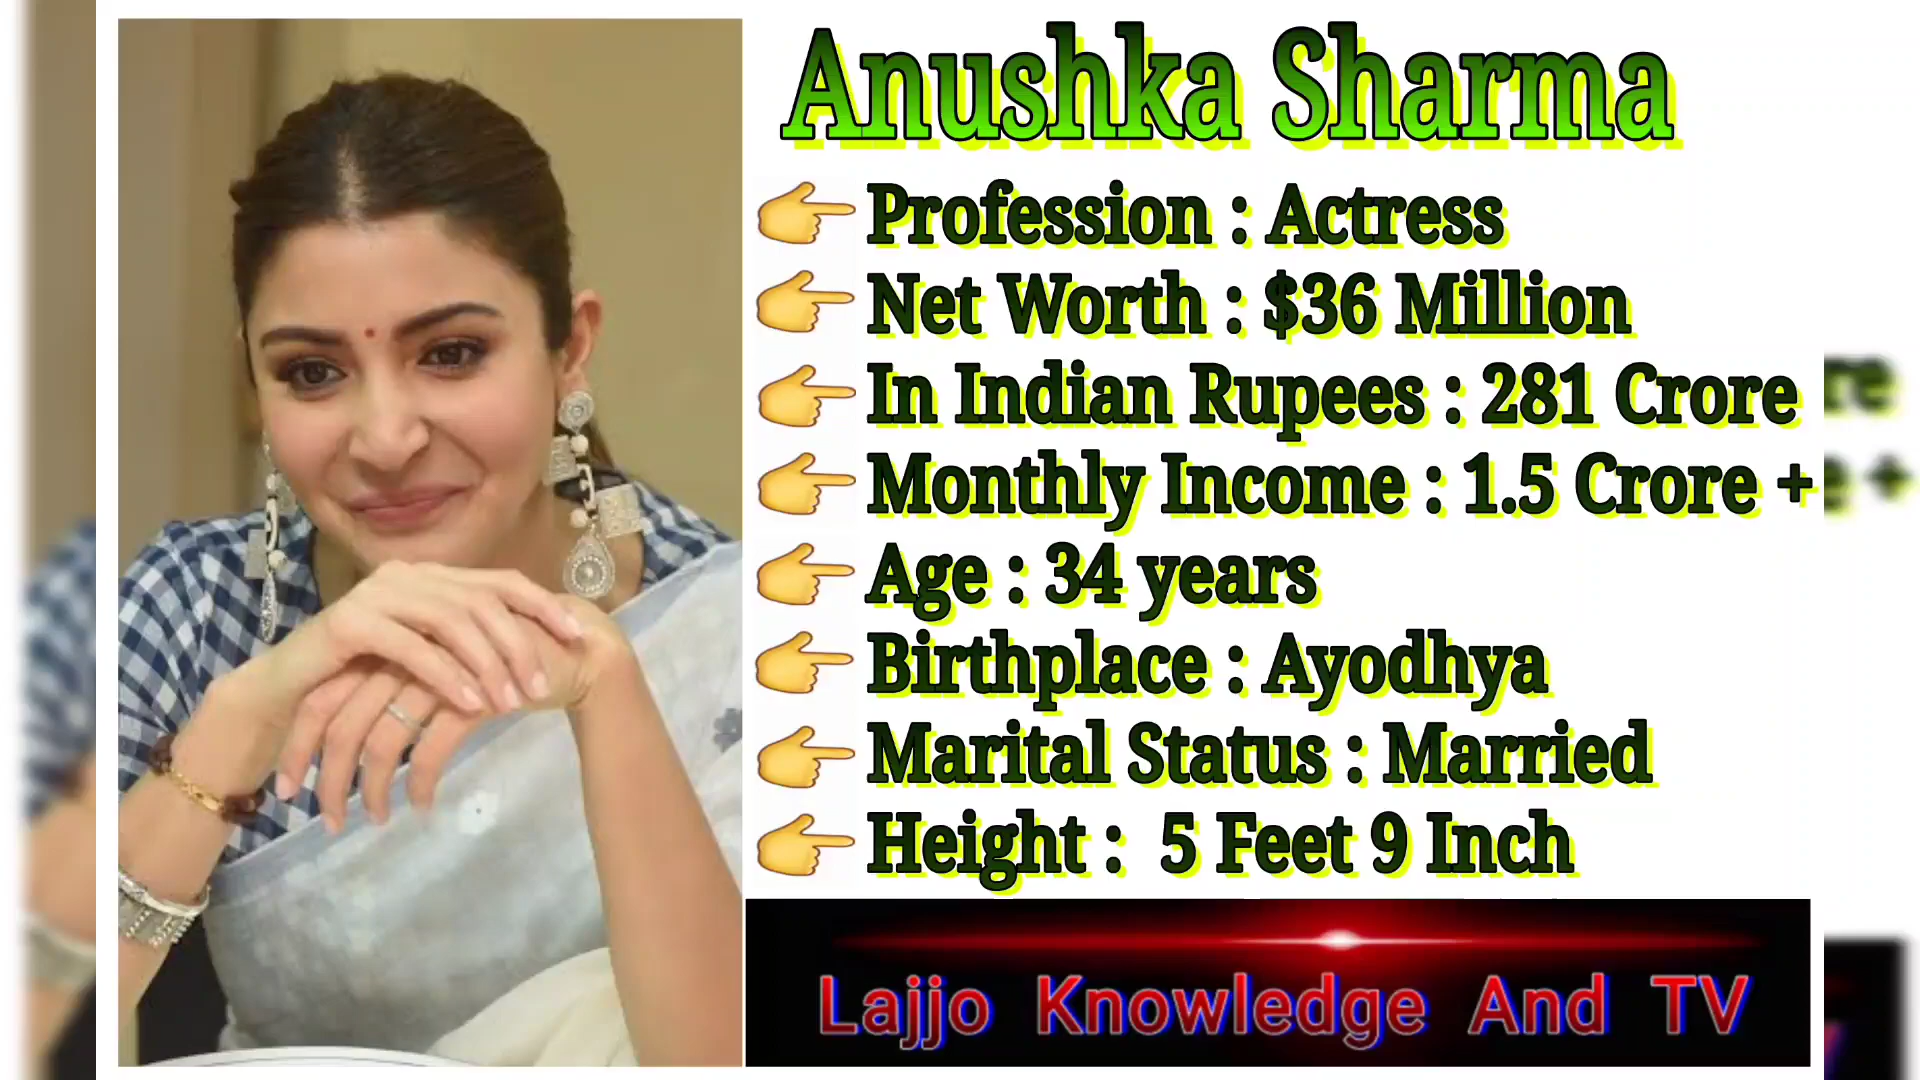 Anushka Sharma
👉 Profession : Actress
👉 Net Worth : $36 Million
👉 In Indian Rupees : 281 Crore
👉 Monthly Income : 1.5 Crore +
👉 Age : 34 years
👉 Birthplace : Ayodhya
👉 Marital Status : Married
👉 Height : 5 Feet 9 Inch
Lajjo Knowledge And TV